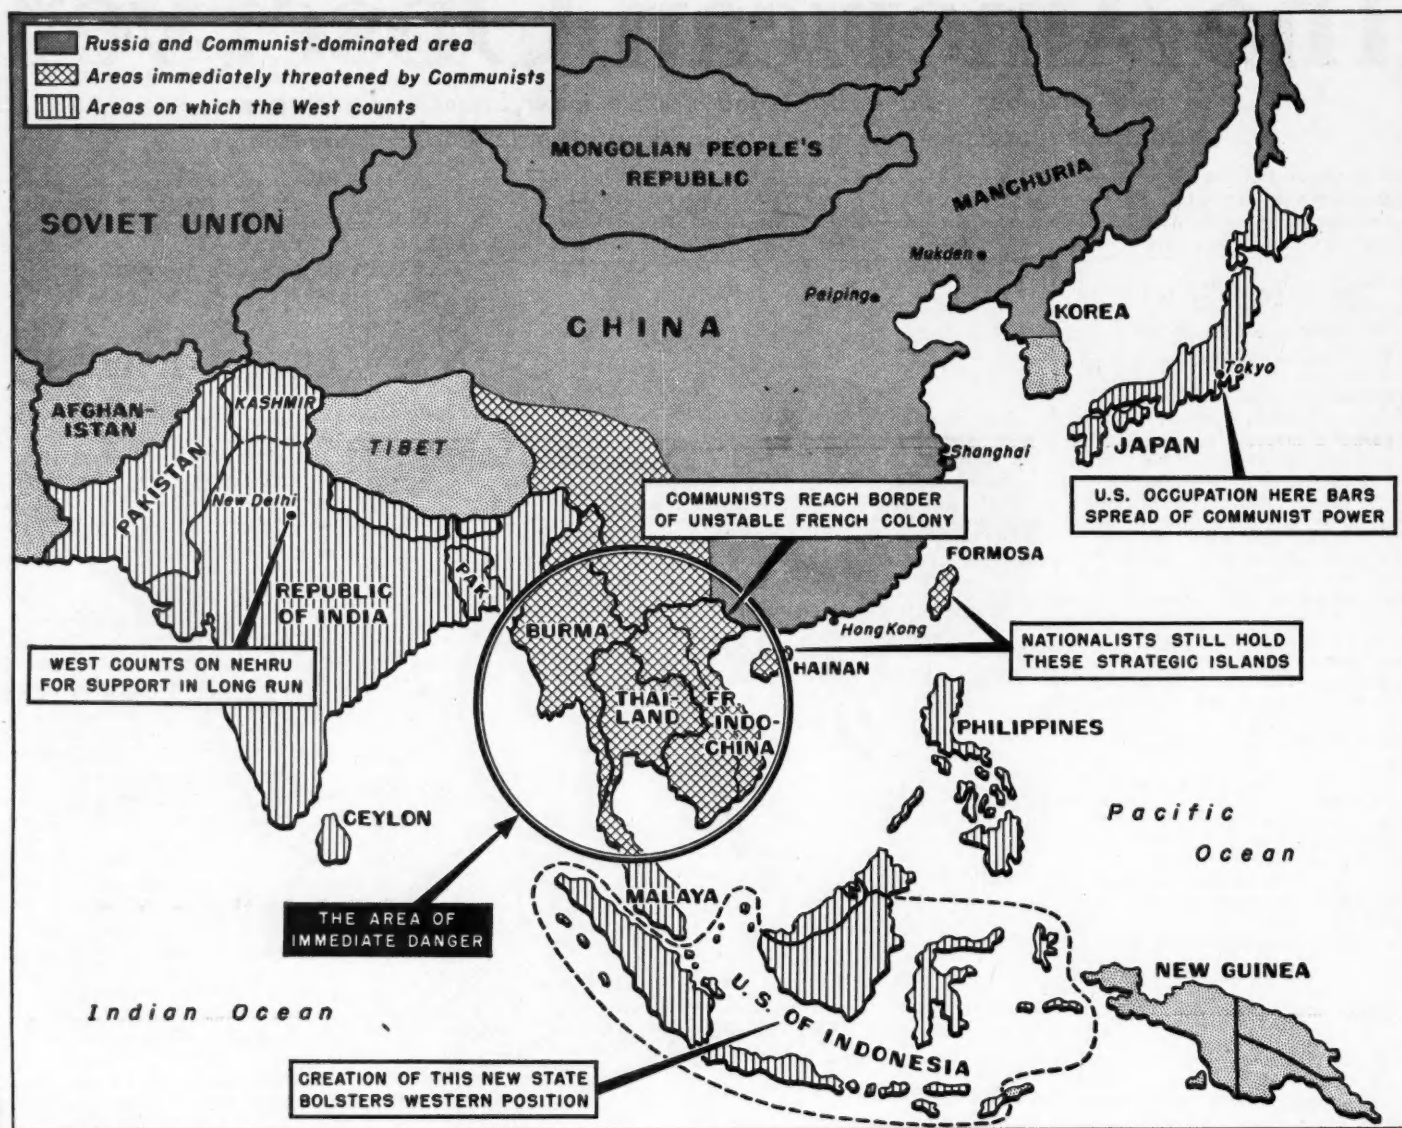 Russia and Communist-dominated area
Areas immediately threatened by Communists
Areas on which the West counts
MONGOLIAN PEOPLE'S
REPUBLIC
MANCHURIA
SOVIET UNION
Mukden
Peiping
KOREA
CHINA
Tokyo
AFGHAN-
ISTAN
KASHMIR
TIBET
JAPAN
Shanghai
PAKISTAN
New Delhi
COMMUNISTS REACH BORDER
OF UNSTABLE FRENCH COLONY
U.S. OCCUPATION HERE BARS
SPREAD OF COMMUNIST POWER
FORMOSA
PAK
REPUBLIC
OF INDIA
BURMA
Hong Kong
NATIONALISTS STILL HOLD
THESE STRATEGIC ISLANDS
WEST COUNTS ON NEHRU
FOR SUPPORT IN LONG RUN
HAINAN
THAI-
LAND
FR.
INDO-
CHINA
PHILIPPINES
CEYLON
Pacific
Ocean
MALAYA
THE AREA OF
IMMEDIATE DANGER
NEW GUINEA
U.S. OF INDONESIA
Indian Ocean
CREATION OF THIS NEW STATE
BOLSTERS WESTERN POSITION